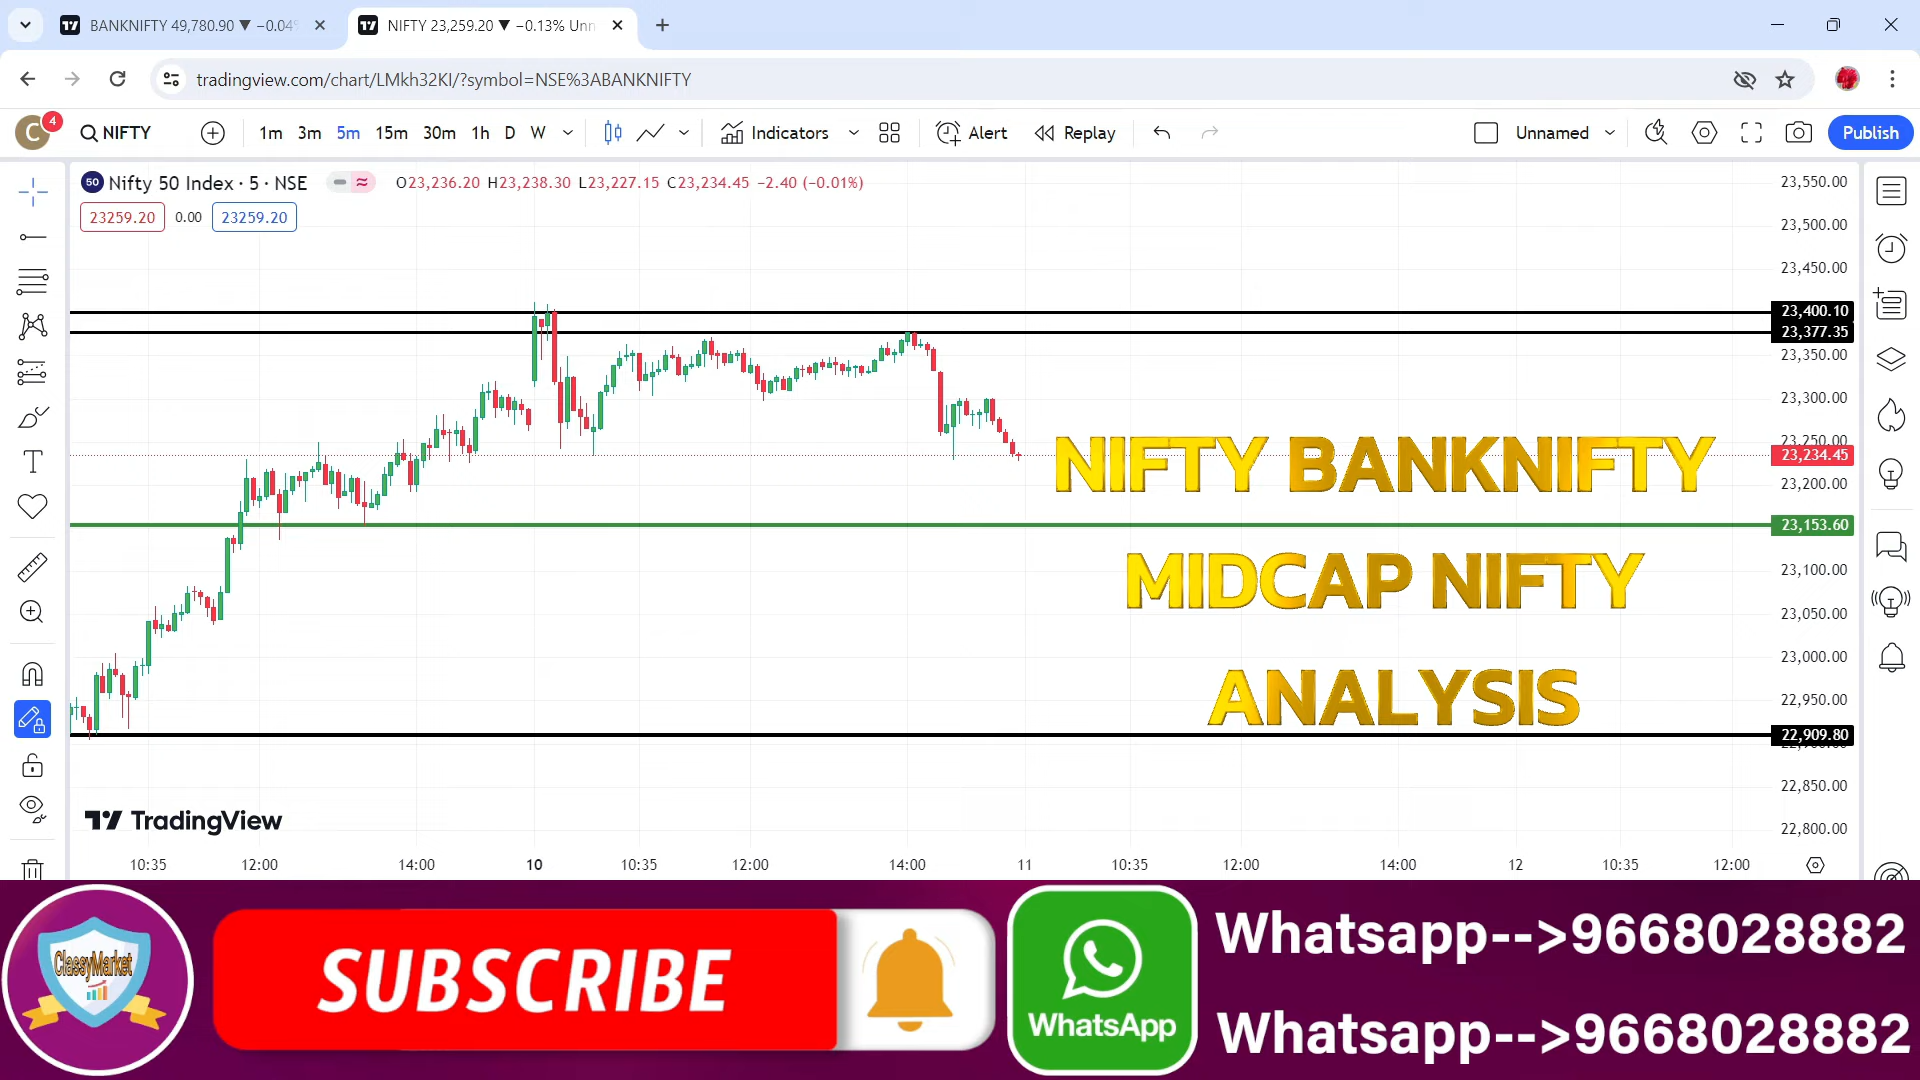 BANKNIFTY 49,780.90 ▼ −0.04%
NIFTY 23,259.20 ▼ −0.13% Unn
tradingview.com/chart/LMkh32KI/?symbol=NSE%3ABANKNIFTY
C 4
NIFTY
1m 3m 5m 15m 30m 1h D W
Indicators
Alert
Replay
Unnamed
Publish
50 Nifty 50 Index · 5 · NSE
O23,236.20 H23,238.30 L23,227.15 C23,234.45 −2.40 (−0.01%)
23259.20 0.00 23259.20
23,550.00
23,500.00
23,450.00
23,400.10
23,377.35
23,350.00
23,300.00
23,250.00
23,234.45
23,200.00
23,153.60
23,100.00
23,050.00
23,000.00
22,950.00
22,909.80
22,850.00
22,800.00
NIFTY BANKNIFTY
MIDCAP NIFTY
ANALYSIS
TradingView
10:35 12:00 14:00 10 10:35 12:00 14:00 11 10:35 12:00 14:00 12 10:35 12:00
ClassyMarket
SUBSCRIBE
WhatsApp
Whatsapp-->9668028882
Whatsapp-->9668028882